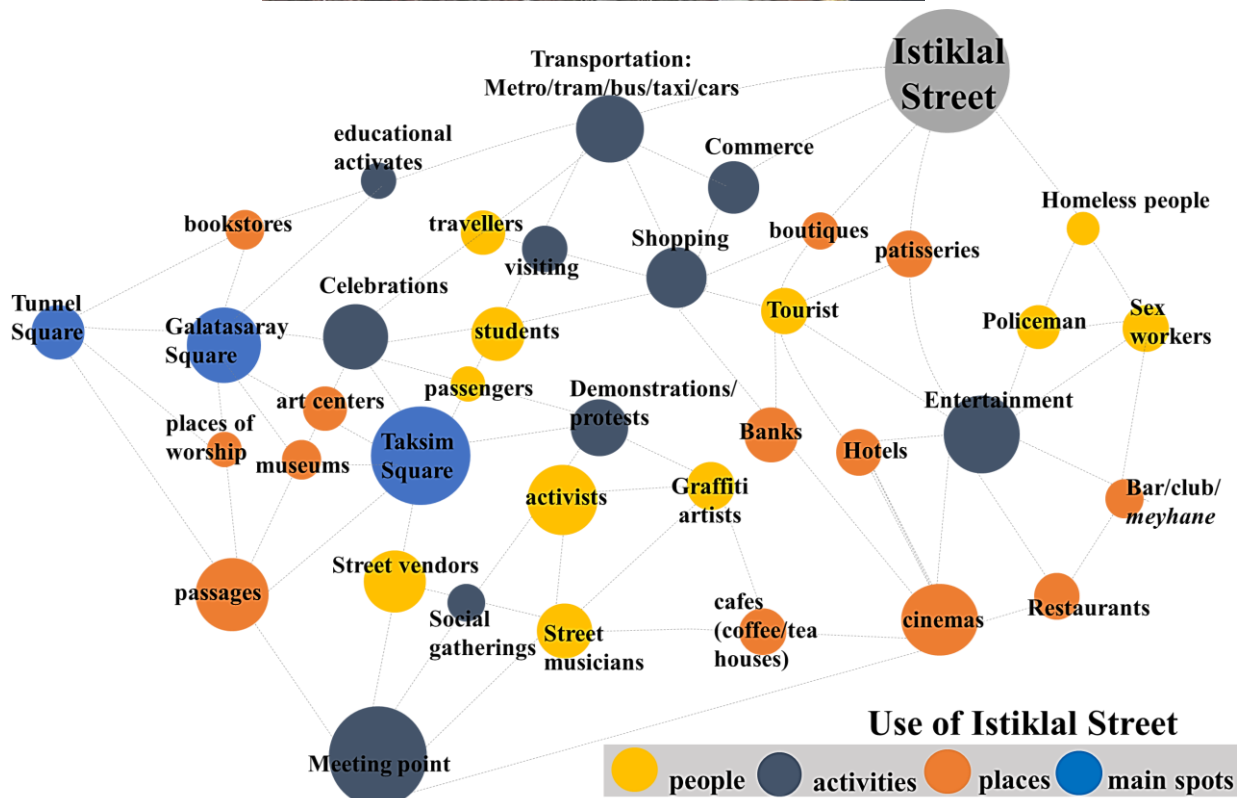 Istiklal
Street
Transportation:
Metro/tram/bus/taxi/cars
educational
activates
Commerce
Homeless people
bookstores
travellers
boutiques
patisseries
Shopping
visiting
Celebrations
Tunnel
Square
Galatasaray
Square
students
Tourist
Policeman
Sex
workers
passengers
Demonstrations/
protests
art centers
Entertainment
places of
worship
museums
Taksim
Square
Banks
Hotels
activists
Graffiti
artists
Bar/club/
meyhane
Street vendors
passages
Social
gatherings
Street
musicians
cafes
(coffee/tea
houses)
cinemas
Restaurants
Meeting point
Use of Istiklal Street
people activities places main spots